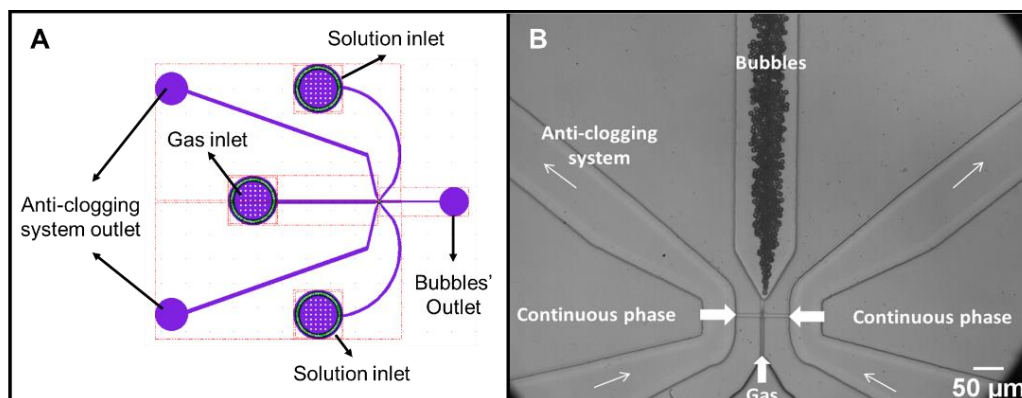 A
Solution inlet
Gas inlet
Anti-clogging
system outlet
Bubbles'
Outlet
Solution inlet
B
Bubbles
Anti-clogging
system
Continuous phase
Continuous phase
Gas
50 µm